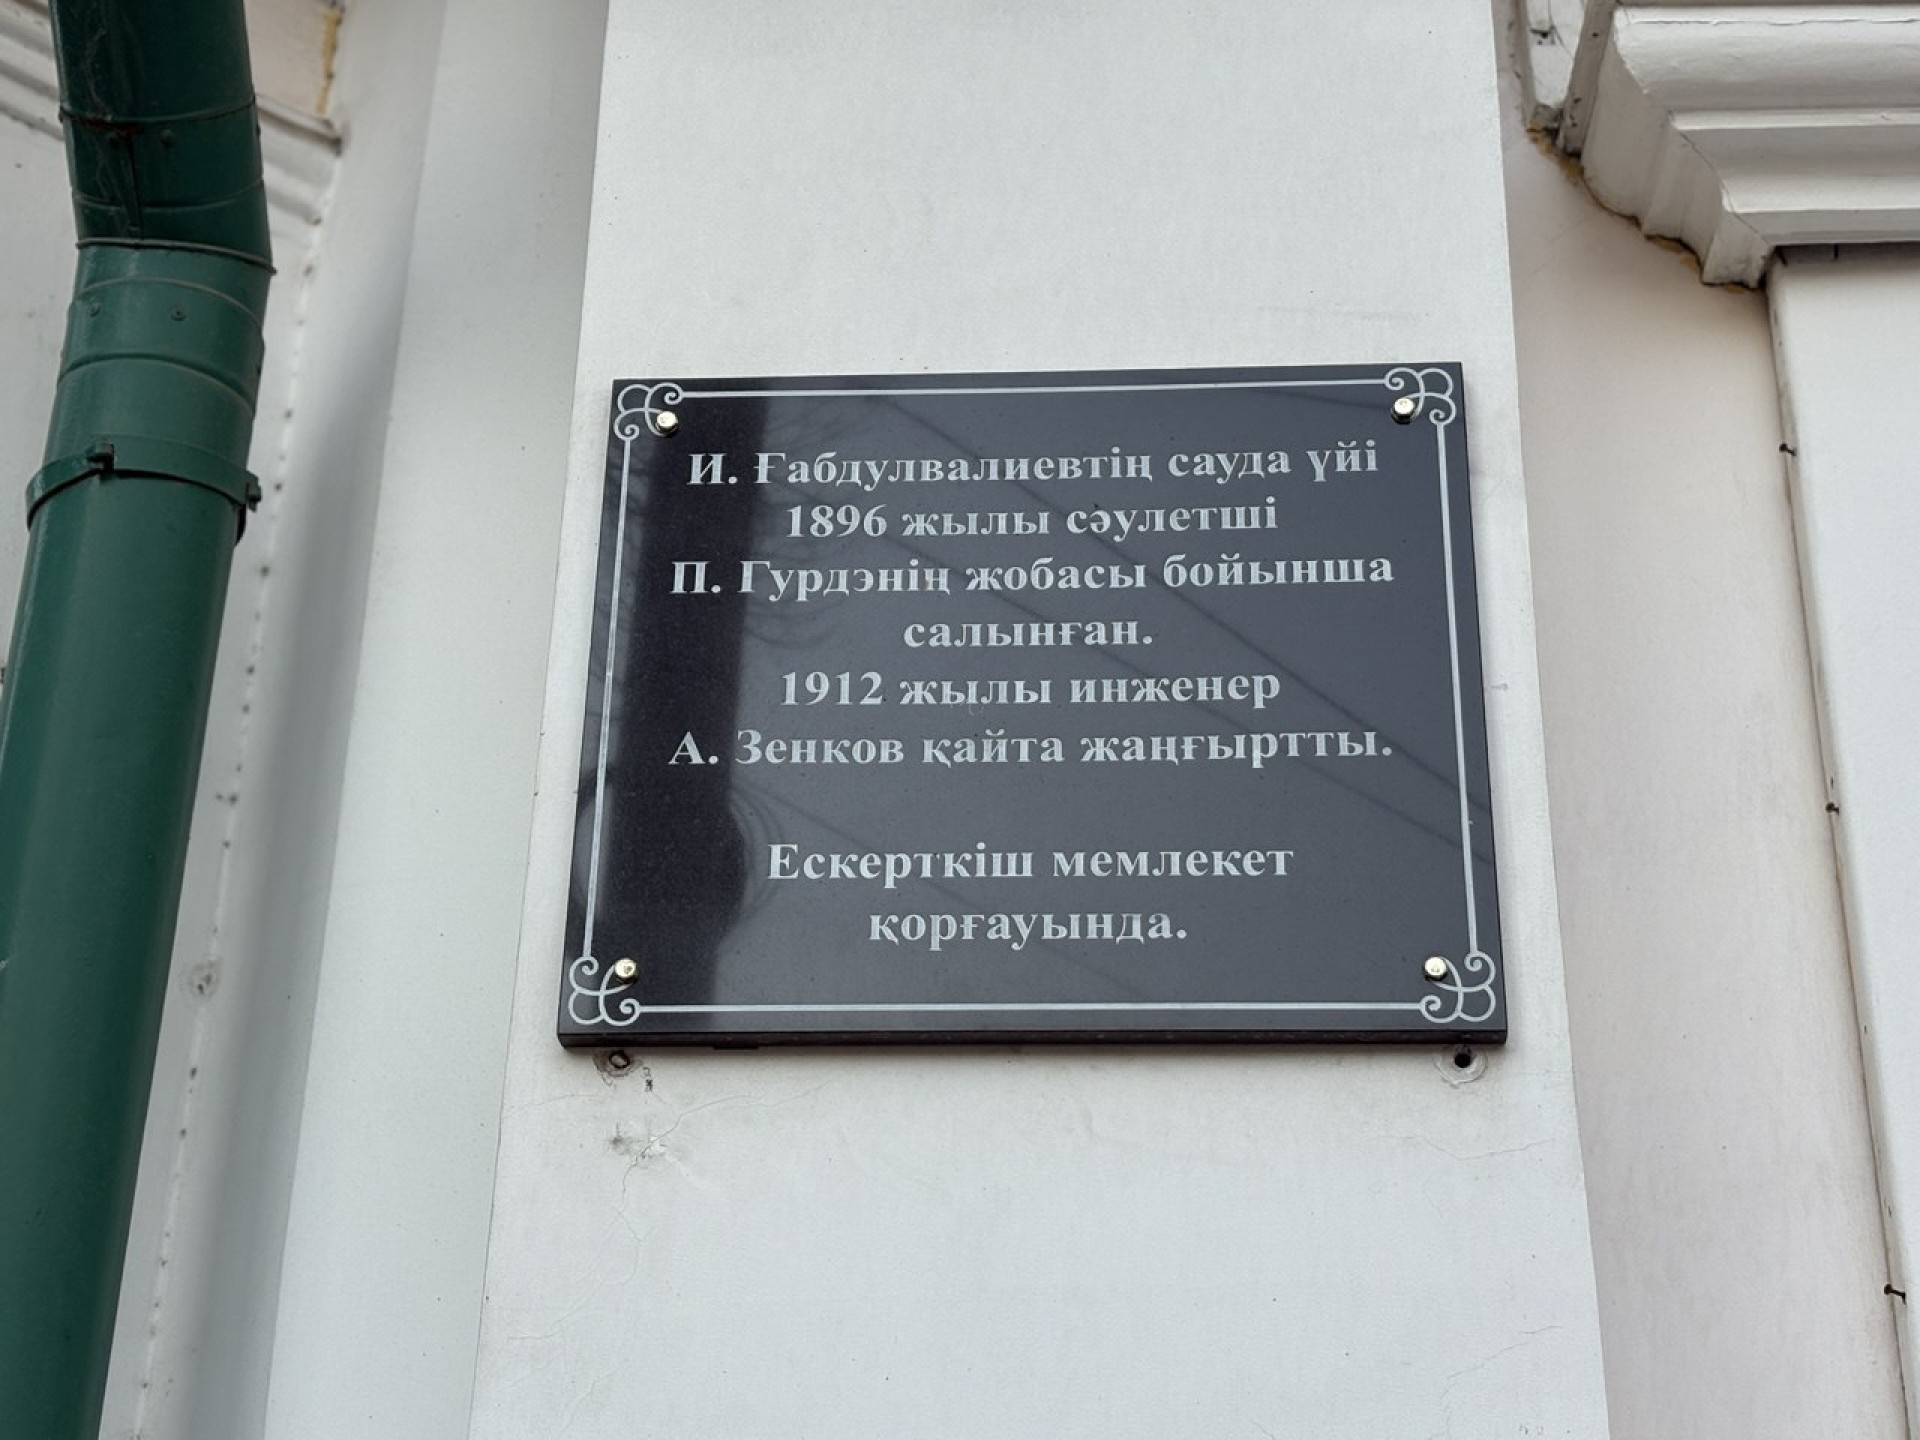 И. Ғабдулвалиевтің сауда үйі
1896 жылы сәулетші
П. Гурдэнің жобасы бойынша
салынған.
1912 жылы инженер
А. Зенков қайта жаңғыртты.
Ескерткіш мемлекет
қорғауында.